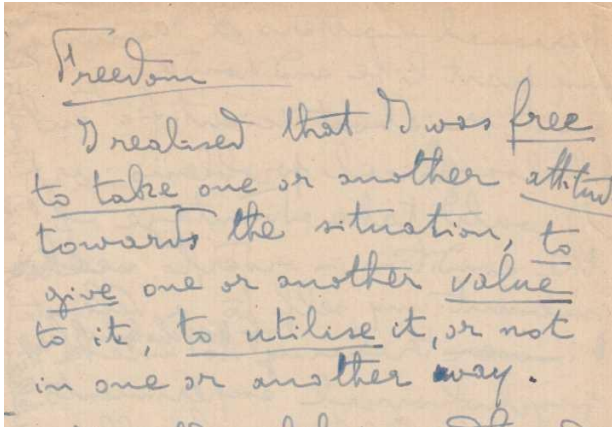 Freedom
I realised that I was free
to take one or another attitud
towards the situation, to
give one or another value
to it, to utilise it, or not
in one or another way.